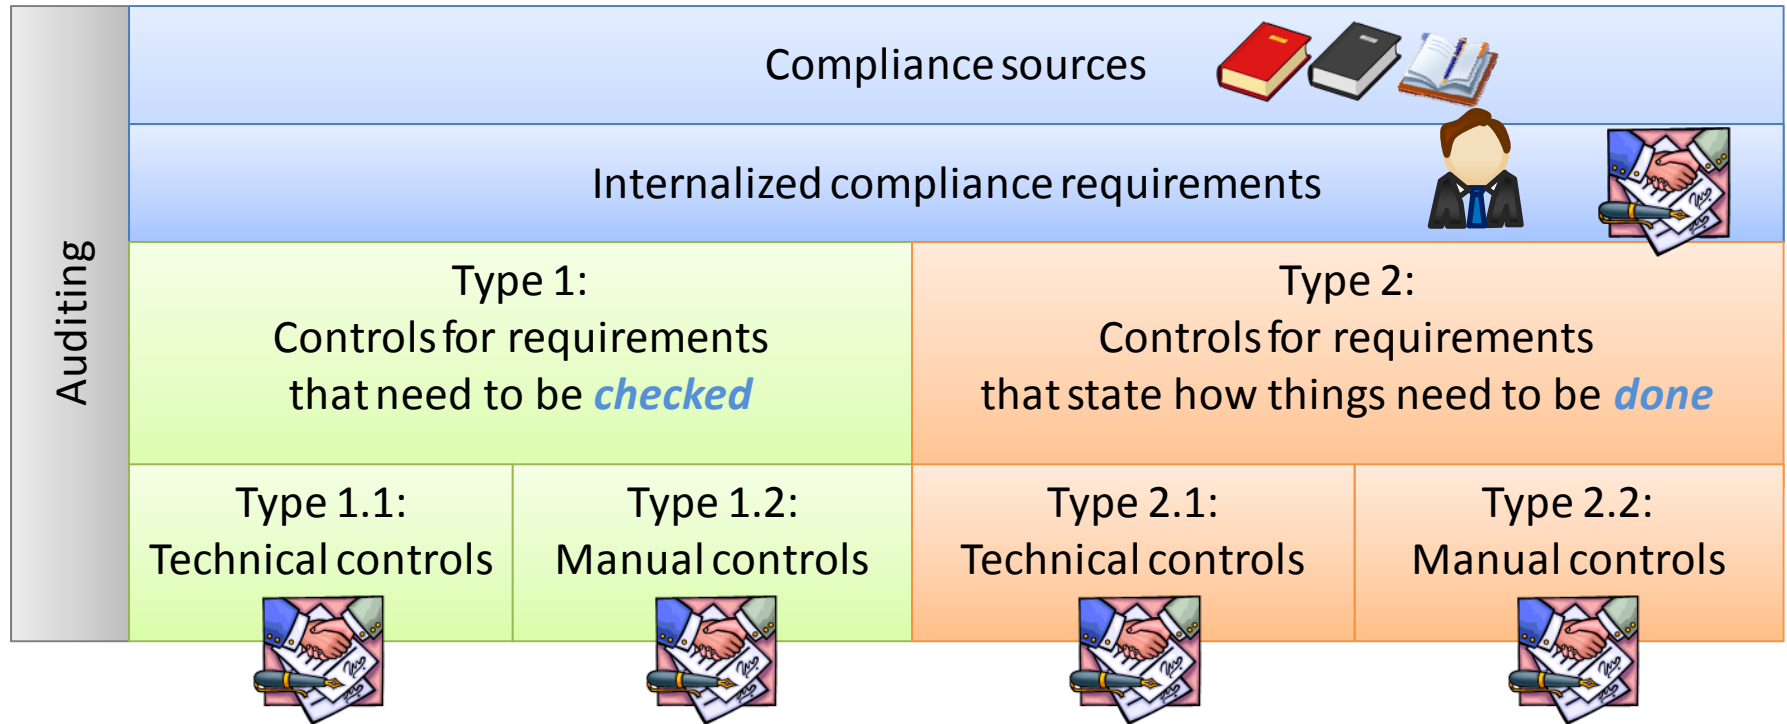 Auditing
Compliance sources
Internalized compliance requirements
Type 1:
Controls for requirements
that need to be checked
Type 2:
Controls for requirements
that state how things need to be done
Type 1.1:
Technical controls
Type 1.2:
Manual controls
Type 2.1:
Technical controls
Type 2.2:
Manual controls